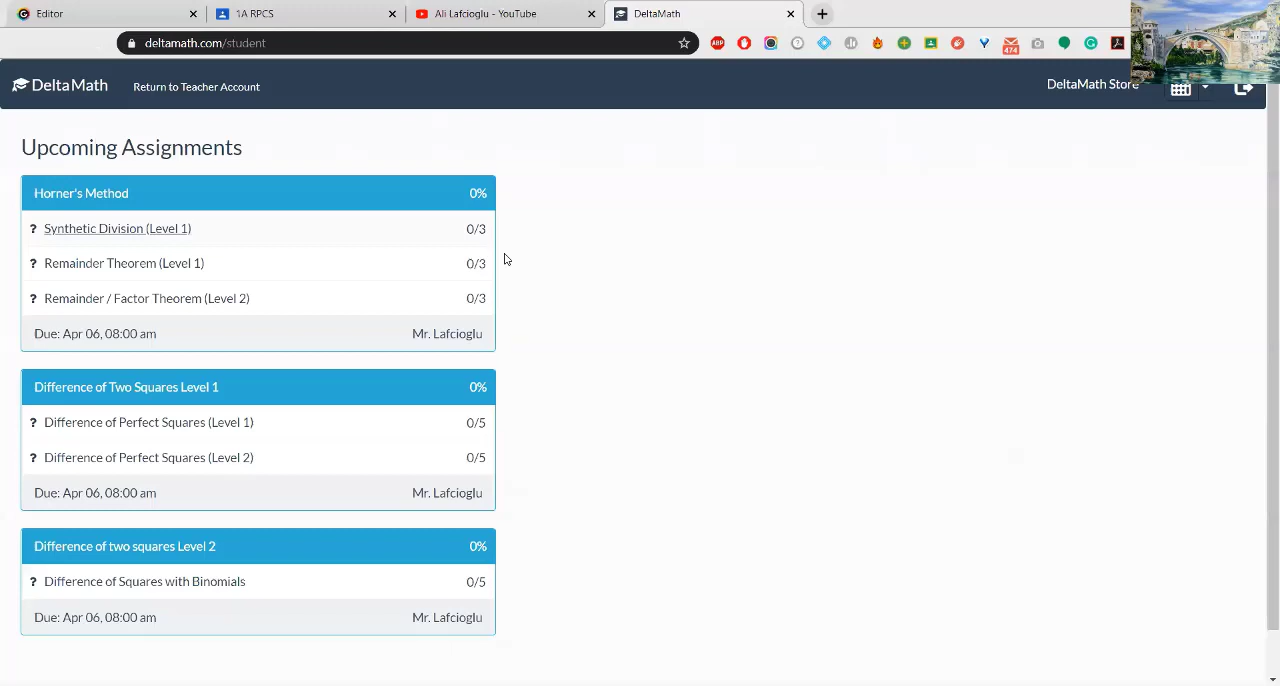 Editor
1A RPCS
Ali Lafcioglu - YouTube
DeltaMath
deltamath.com/student
ABP
474
DeltaMath
Return to Teacher Account
DeltaMath Store
Upcoming Assignments
Horner's Method 0%
? Synthetic Division (Level 1) 0/3
? Remainder Theorem (Level 1) 0/3
? Remainder / Factor Theorem (Level 2) 0/3
Due: Apr 06, 08:00 am Mr. Lafcioglu
Difference of Two Squares Level 1 0%
? Difference of Perfect Squares (Level 1) 0/5
? Difference of Perfect Squares (Level 2) 0/5
Due: Apr 06, 08:00 am Mr. Lafcioglu
Difference of two squares Level 2 0%
? Difference of Squares with Binomials 0/5
Due: Apr 06, 08:00 am Mr. Lafcioglu